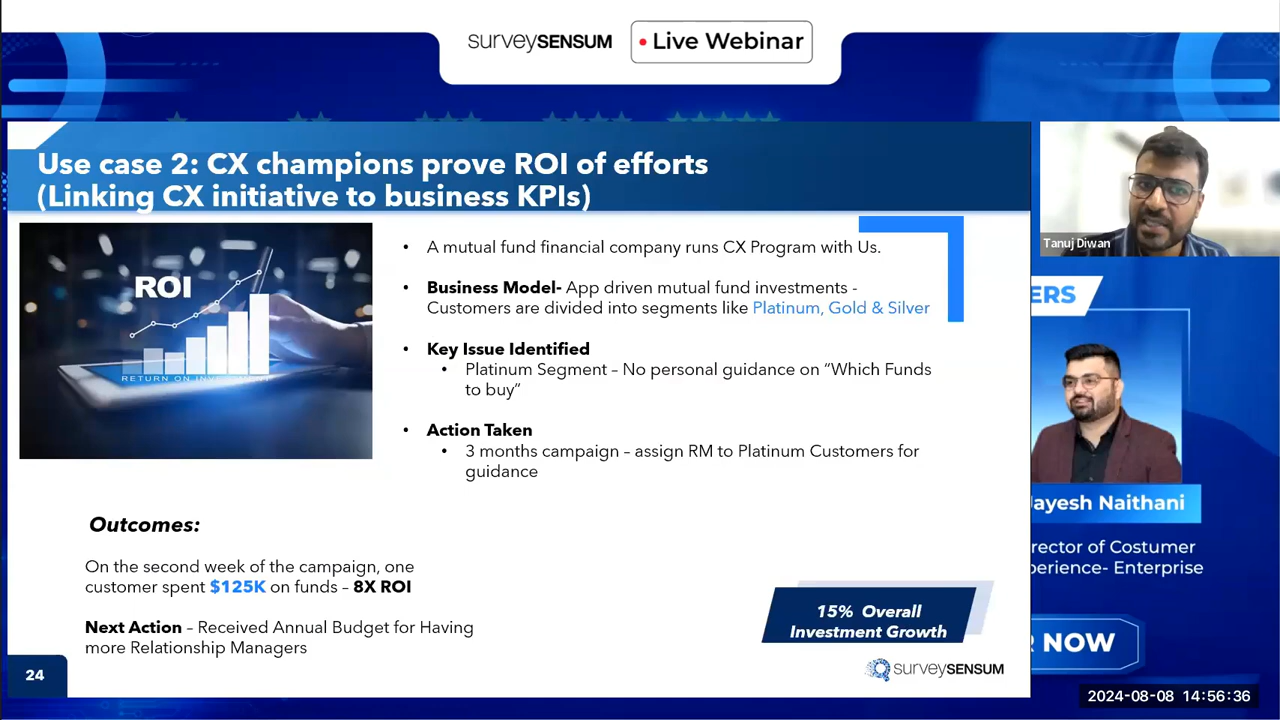 surveySENSUM
Live Webinar
Use case 2: CX champions prove ROI of efforts
(Linking CX initiative to business KPIs)
Tanuj Diwan
ROI
RETURN ON INVESTMENT
• A mutual fund financial company runs CX Program with Us.
• Business Model- App driven mutual fund investments -
Customers are divided into segments like Platinum, Gold & Silver
• Key Issue Identified
• Platinum Segment – No personal guidance on “Which Funds
to buy”
• Action Taken
• 3 months campaign – assign RM to Platinum Customers for
guidance
Outcomes:
On the second week of the campaign, one
customer spent $125K on funds – 8X ROI
Next Action – Received Annual Budget for Having
more Relationship Managers
15% Overall
Investment Growth
surveySENSUM
24
ERS
Jayesh Naithani
rector of Costumer
perience- Enterprise
NOW
2024-08-08 14:56:36